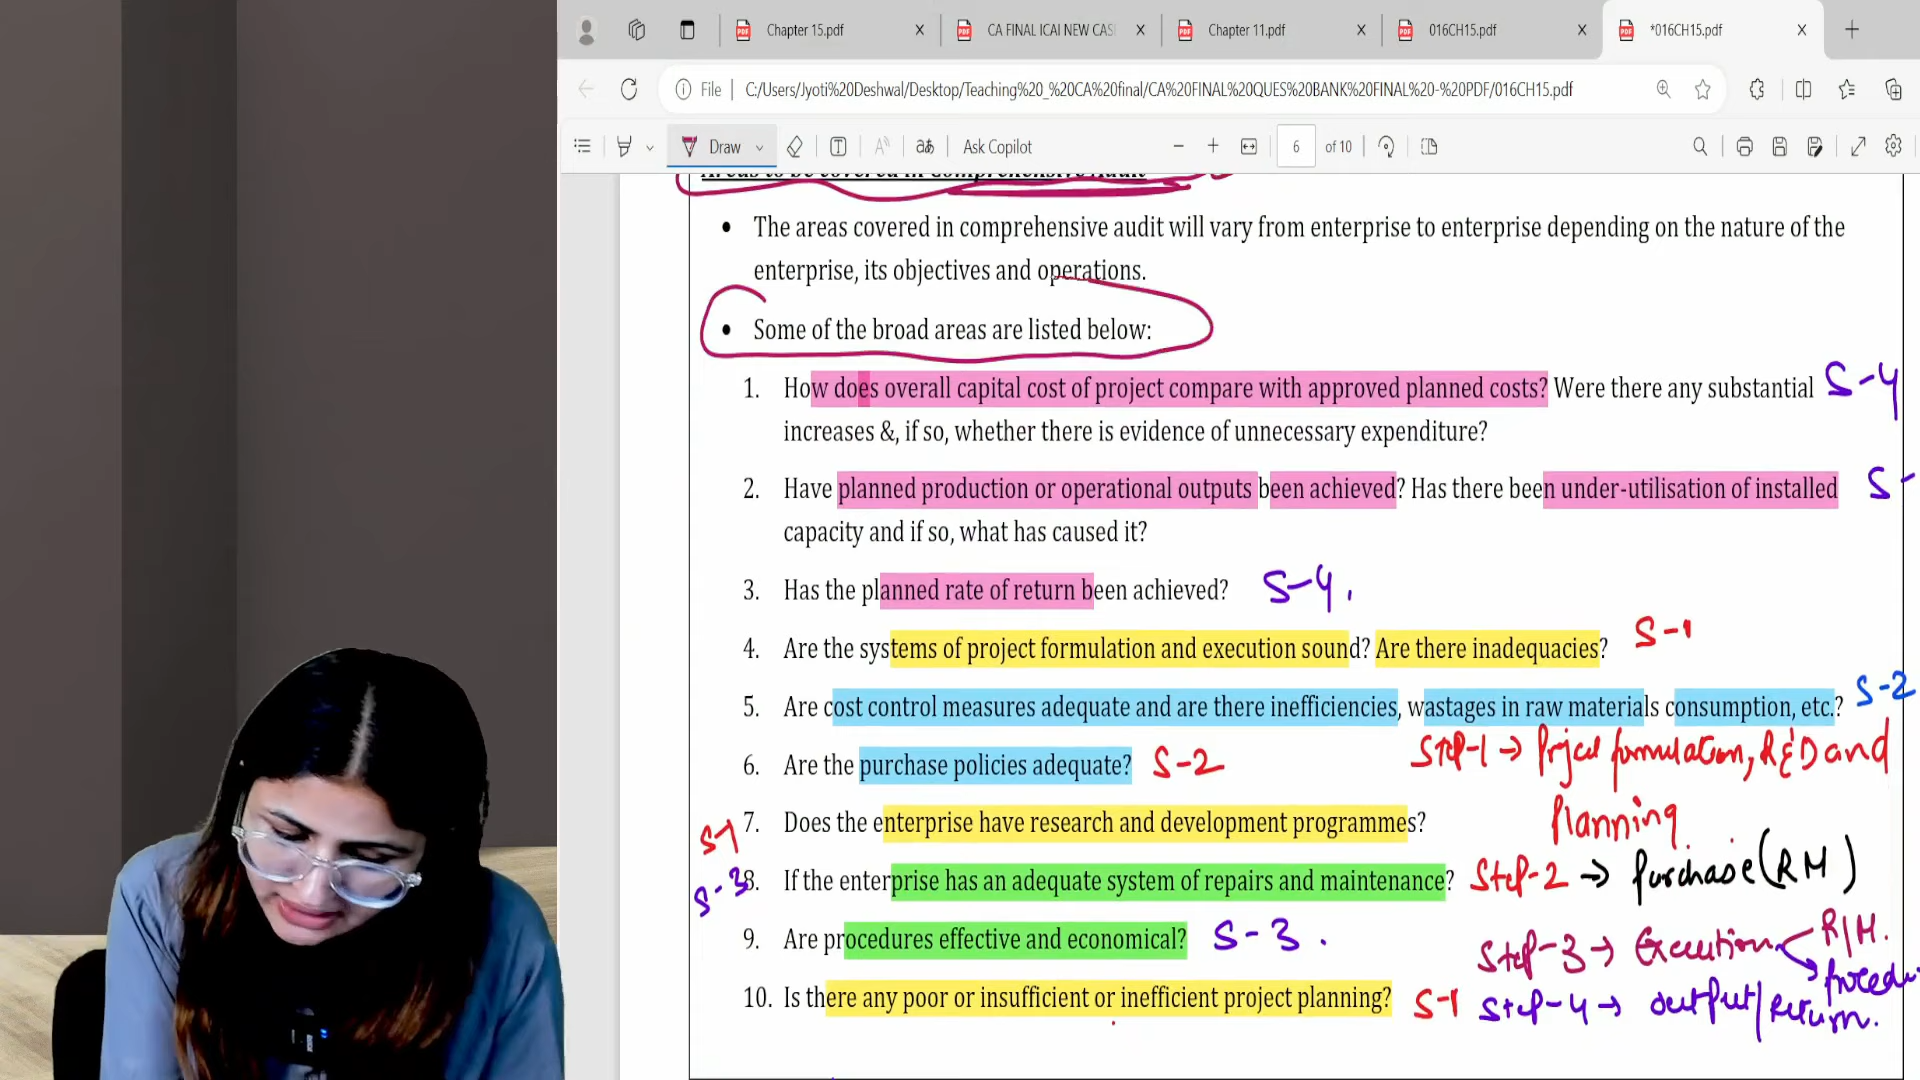 Chapter 15.pdf
CA FINAL ICAI NEW CAS
Chapter 11.pdf
016CH15.pdf
*016CH15.pdf
File C:/Users/Jyoti%20Deshwal/Desktop/Teaching%20_%20CA%20final/CA%20FINAL%20QUES%20BANK%20FINAL%20-%20PDF/016CH15.pdf
Draw
Ask Copilot
6 of 10
Areas to be covered in Comprehensive Audit
• The areas covered in comprehensive audit will vary from enterprise to enterprise depending on the nature of the
enterprise, its objectives and operations.
• Some of the broad areas are listed below:
1. How does overall capital cost of project compare with approved planned costs? Were there any substantial S-4
increases &, if so, whether there is evidence of unnecessary expenditure?
2. Have planned production or operational outputs been achieved? Has there been under-utilisation of installed S-
capacity and if so, what has caused it?
3. Has the planned rate of return been achieved? S-4.
4. Are the systems of project formulation and execution sound? Are there inadequacies? S-1
5. Are cost control measures adequate and are there inefficiencies, wastages in raw materials consumption, etc.? S-2
Step-1 → Project formulation, R&D and
6. Are the purchase policies adequate? S-2
Planning
S-1 7. Does the enterprise have research and development programmes?
S-3 8. If the enterprise has an adequate system of repairs and maintenance? Step-2 → Purchase (RM)
9. Are procedures effective and economical? S-3.
Step-3 → Execution R/M.
Procedu
10. Is there any poor or insufficient or inefficient project planning? S-1 Step-4 → output/Return.